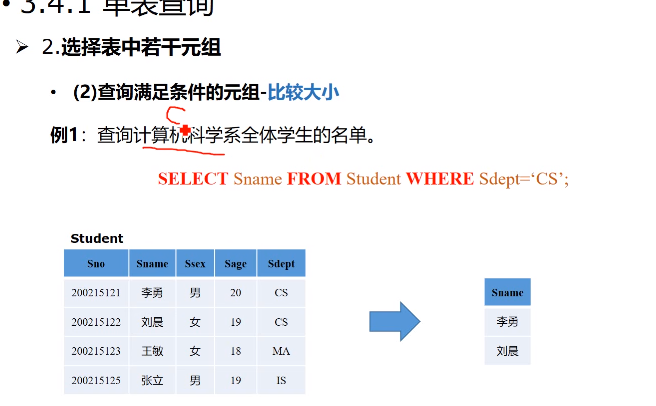 • 3.4.1 单表查询
➢ 2.选择表中若干元组
• (2)查询满足条件的元组-比较大小
例1：查询计算机科学系全体学生的名单。
SELECT Sname FROM Student WHERE Sdept=‘CS’;
Student
Sno Sname Ssex Sage Sdept
200215121 李勇 男 20 CS
200215122 刘晨 女 19 CS
200215123 王敏 女 18 MA
200215125 张立 男 19 IS
Sname
李勇
刘晨